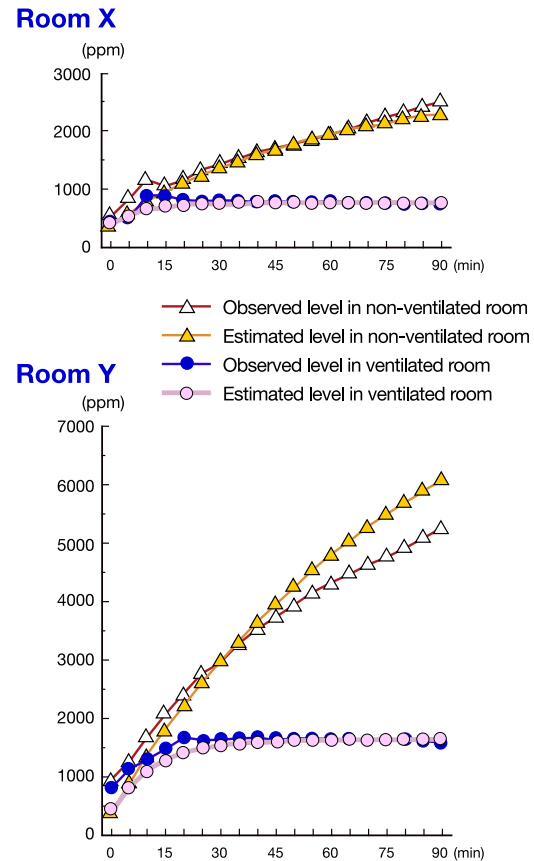 Room X
(ppm)
3000
2000
1000
0
0 15 30 45 60 75 90 (min)
Observed level in non-ventilated room
Estimated level in non-ventilated room
Observed level in ventilated room
Estimated level in ventilated room
Room Y
(ppm)
7000
6000
5000
4000
3000
2000
1000
0
0 15 30 45 60 75 90 (min)